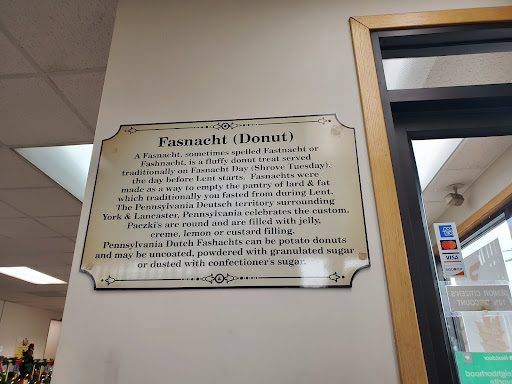 Fasnacht (Donut)
A Fasnacht, sometimes spelled Fastnacht or
Fashnacht, is a fluffy donut treat served
traditionally on Fasnacht Day (Shrove Tuesday),
the day before Lent starts. Fasnachts were
made as a way to empty the pantry of lard & fat
which traditionally you fasted from during Lent.
The Pennsylvania Deutsch territory surrounding
York & Lancaster, Pennsylvania celebrates the custom.
Paczki's are round and are filled with jelly,
creme, lemon or custard filling.
Pennsylvania Dutch Fashachts can be potato donuts
and may be uncoated, powdered with granulated sugar
or dusted with confectioner's sugar.
VISA